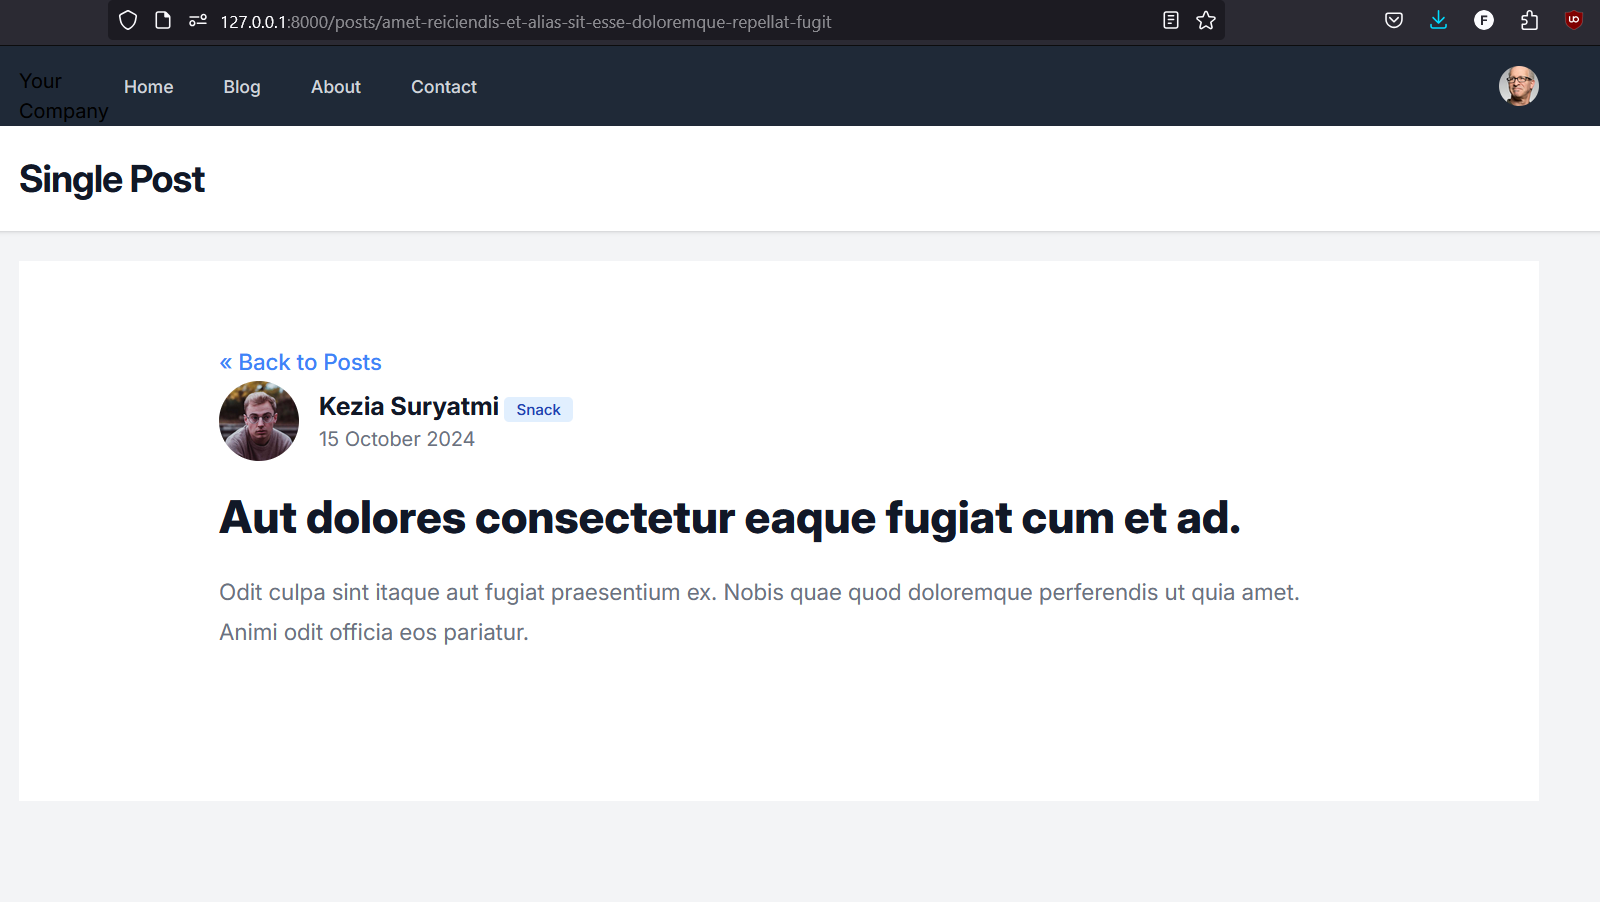 127.0.0.1:8000/posts/amet-reiciendis-et-alias-sit-esse-doloremque-repellat-fugit
F
Your
Company
Home
Blog
About
Contact
Single Post
« Back to Posts
Kezia Suryatmi
Snack
15 October 2024
Aut dolores consectetur eaque fugiat cum et ad.
Odit culpa sint itaque aut fugiat praesentium ex. Nobis quae quod doloremque perferendis ut quia amet.
Animi odit officia eos pariatur.